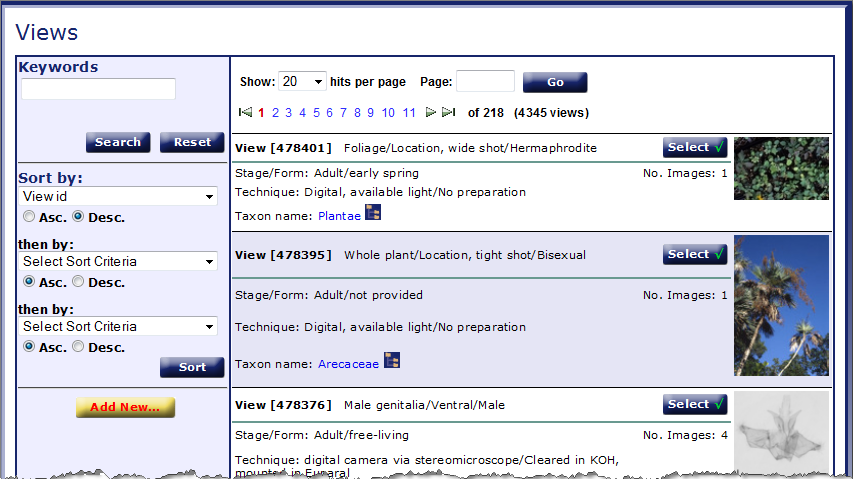 Views
Keywords
Search Reset
Sort by:
View id
Asc. Desc.
then by:
Select Sort Criteria
Asc. Desc.
then by:
Select Sort Criteria
Asc. Desc.
Sort
Add New...
Show: 20 hits per page Page: Go
1 2 3 4 5 6 7 8 9 10 11 of 218 (4345 views)
View [478401] Foliage/Location, wide shot/Hermaphrodite Select √
Stage/Form: Adult/early spring No. Images: 1
Technique: Digital, available light/No preparation
Taxon name: Plantae
View [478395] Whole plant/Location, tight shot/Bisexual Select √
Stage/Form: Adult/not provided No. Images: 1
Technique: Digital, available light/No preparation
Taxon name: Arecaceae
View [478376] Male genitalia/Ventral/Male Select √
Stage/Form: Adult/free-living No. Images: 4
Technique: digital camera via stereomicroscope/Cleared in KOH,
mounted in Euparal